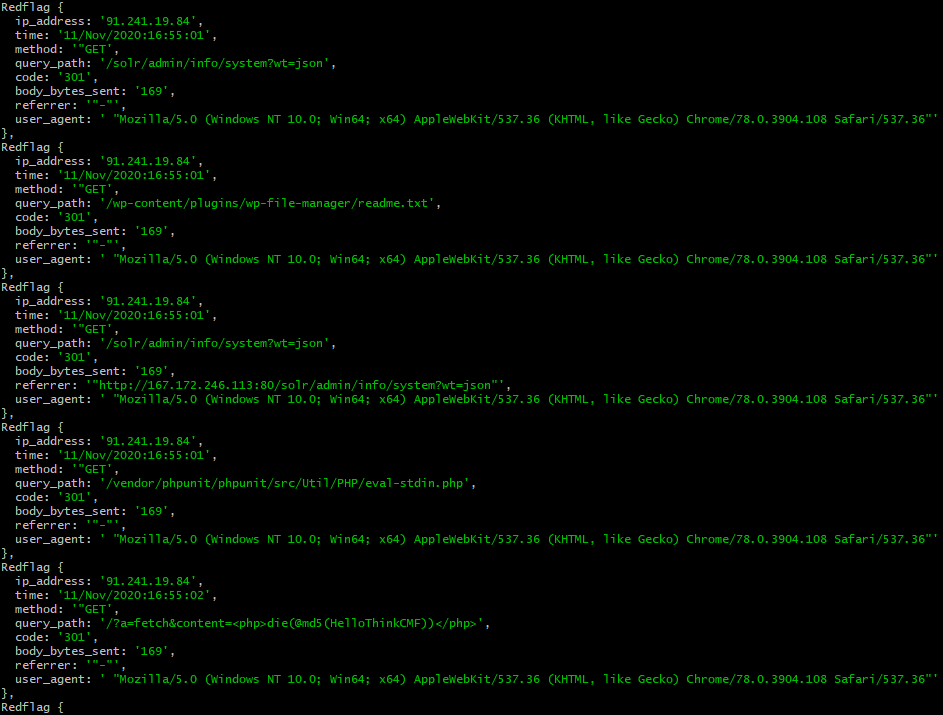 Redflag {
  ip_address: '91.241.19.84',
  time: '11/Nov/2020:16:55:01',
  method: '"GET',
  query_path: '/solr/admin/info/system?wt=json',
  code: '301',
  body_bytes_sent: '169',
  referrer: '"-"',
  user_agent: ' "Mozilla/5.0 (Windows NT 10.0; Win64; x64) AppleWebKit/537.36 (KHTML, like Gecko) Chrome/78.0.3904.108 Safari/537.36"'
},
Redflag {
  ip_address: '91.241.19.84',
  time: '11/Nov/2020:16:55:01',
  method: '"GET',
  query_path: '/wp-content/plugins/wp-file-manager/readme.txt',
  code: '301',
  body_bytes_sent: '169',
  referrer: '"-"',
  user_agent: ' "Mozilla/5.0 (Windows NT 10.0; Win64; x64) AppleWebKit/537.36 (KHTML, like Gecko) Chrome/78.0.3904.108 Safari/537.36"'
},
Redflag {
  ip_address: '91.241.19.84',
  time: '11/Nov/2020:16:55:01',
  method: '"GET',
  query_path: '/solr/admin/info/system?wt=json',
  code: '301',
  body_bytes_sent: '169',
  referrer: '"http://167.172.246.113:80/solr/admin/info/system?wt=json"',
  user_agent: ' "Mozilla/5.0 (Windows NT 10.0; Win64; x64) AppleWebKit/537.36 (KHTML, like Gecko) Chrome/78.0.3904.108 Safari/537.36"'
},
Redflag {
  ip_address: '91.241.19.84',
  time: '11/Nov/2020:16:55:01',
  method: '"GET',
  query_path: '/vendor/phpunit/phpunit/src/Util/PHP/eval-stdin.php',
  code: '301',
  body_bytes_sent: '169',
  referrer: '"-"',
  user_agent: ' "Mozilla/5.0 (Windows NT 10.0; Win64; x64) AppleWebKit/537.36 (KHTML, like Gecko) Chrome/78.0.3904.108 Safari/537.36"'
},
Redflag {
  ip_address: '91.241.19.84',
  time: '11/Nov/2020:16:55:02',
  method: '"GET',
  query_path: '/?a=fetch&content=<php>die(@md5(HelloThinkCMF))</php>',
  code: '301',
  body_bytes_sent: '169',
  referrer: '"-"',
  user_agent: ' "Mozilla/5.0 (Windows NT 10.0; Win64; x64) AppleWebKit/537.36 (KHTML, like Gecko) Chrome/78.0.3904.108 Safari/537.36"'
},
Redflag {